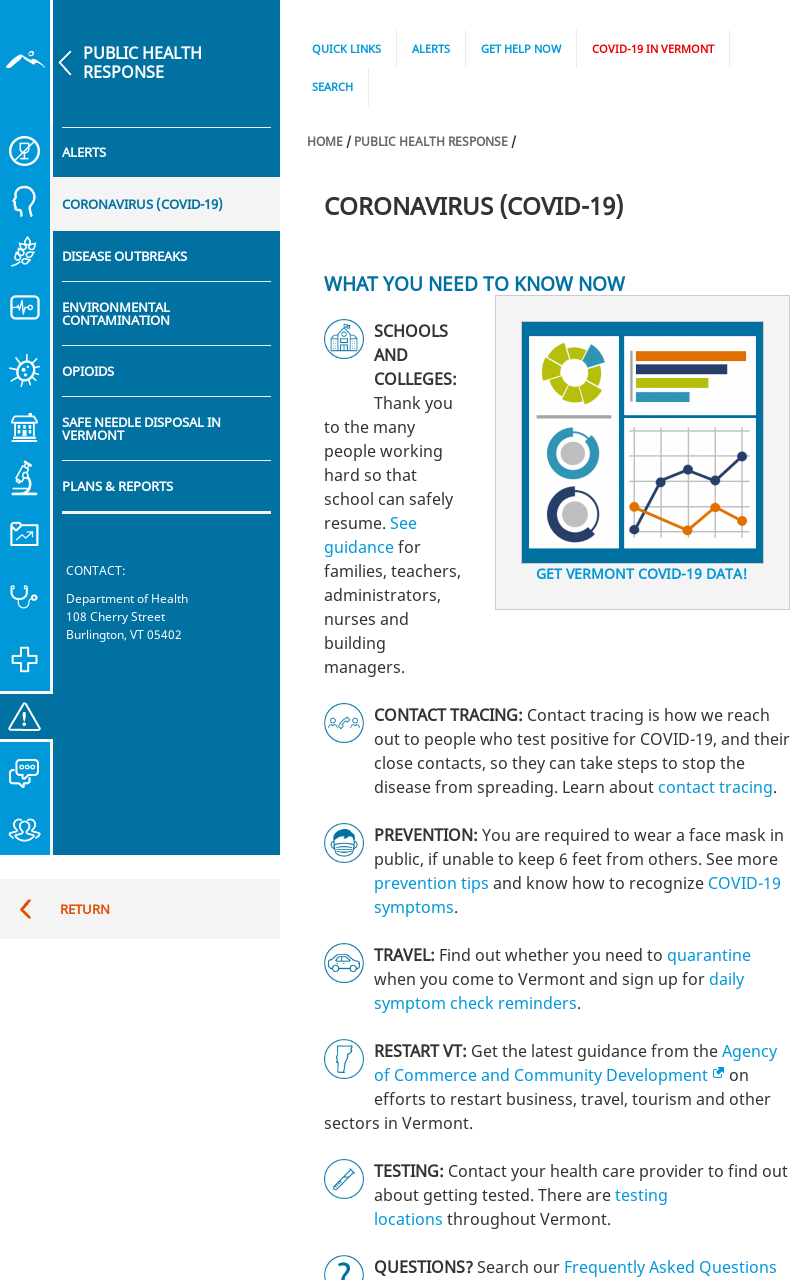 PUBLIC HEALTH
RESPONSE
ALERTS
CORONAVIRUS (COVID-19)
DISEASE OUTBREAKS
ENVIRONMENTAL
CONTAMINATION
OPIOIDS
SAFE NEEDLE DISPOSAL IN
VERMONT
PLANS & REPORTS
CONTACT:
Department of Health
108 Cherry Street
Burlington, VT 05402
RETURN
QUICK LINKS
ALERTS
GET HELP NOW
COVID-19 IN VERMONT
SEARCH
HOME / PUBLIC HEALTH RESPONSE /
CORONAVIRUS (COVID-19)
WHAT YOU NEED TO KNOW NOW
SCHOOLS
AND
COLLEGES:
Thank you
to the many
people working
hard so that
school can safely
resume. See
guidance for
families, teachers,
administrators,
nurses and
building
managers.
GET VERMONT COVID-19 DATA!
CONTACT TRACING: Contact tracing is how we reach
out to people who test positive for COVID-19, and their
close contacts, so they can take steps to stop the
disease from spreading. Learn about contact tracing.
PREVENTION: You are required to wear a face mask in
public, if unable to keep 6 feet from others. See more
prevention tips and know how to recognize COVID-19
symptoms.
TRAVEL: Find out whether you need to quarantine
when you come to Vermont and sign up for daily
symptom check reminders.
RESTART VT: Get the latest guidance from the Agency
of Commerce and Community Development on
efforts to restart business, travel, tourism and other
sectors in Vermont.
TESTING: Contact your health care provider to find out
about getting tested. There are testing
locations throughout Vermont.
QUESTIONS? Search our Frequently Asked Questions